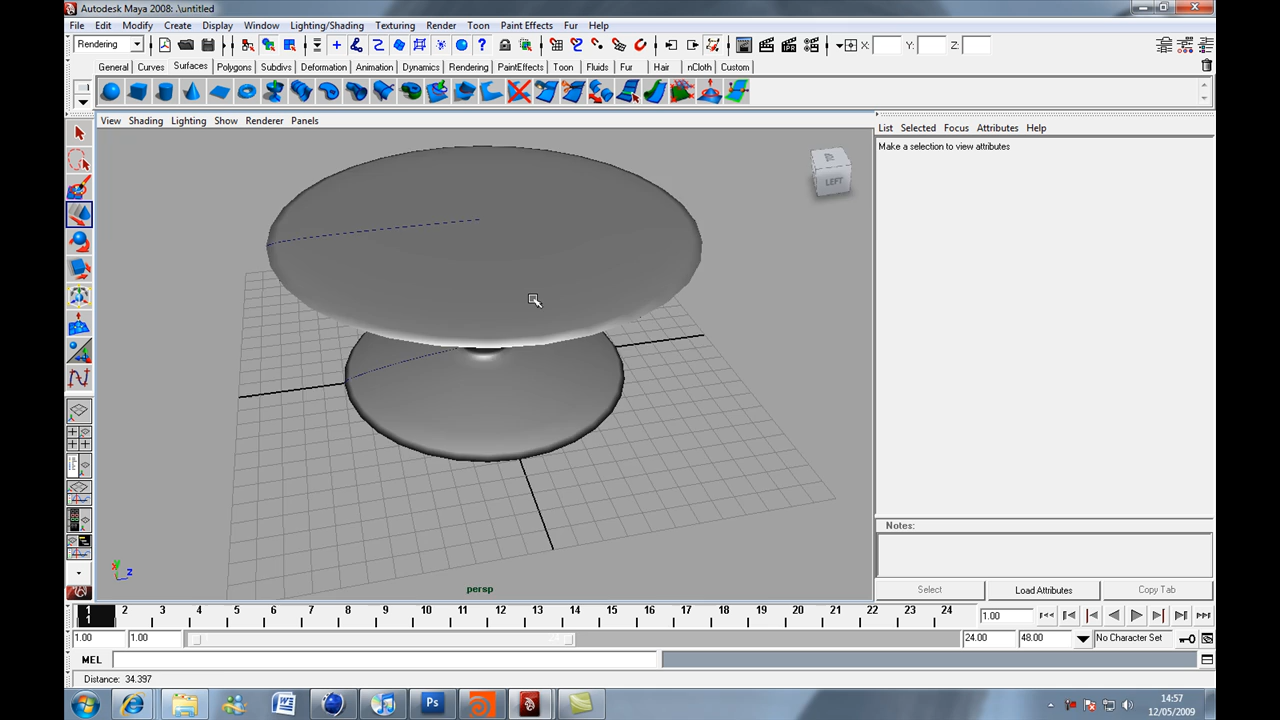 Autodesk Maya 2008: .\untitled
File Edit Modify Create Display Window Lighting/Shading Texturing Render Toon Paint Effects Fur Help
Rendering X: Y: Z:
General Curves Surfaces Polygons Subdivs Deformation Animation Dynamics Rendering PaintEffects Toon Fluids Fur Hair nCloth Custom
View Shading Lighting Show Renderer Panels
List Selected Focus Attributes Help
Make a selection to view attributes
LEFT
Notes:
z
persp
Select Load Attributes Copy Tab
1 2 3 4 5 6 7 8 9 10 11 12 13 14 15 16 17 18 19 20 21 22 23 24
1 1.00
1.00 1.00 24.00 48.00 No Character Set
MEL
Distance: 34.397
Ps
14:57
12/05/2009